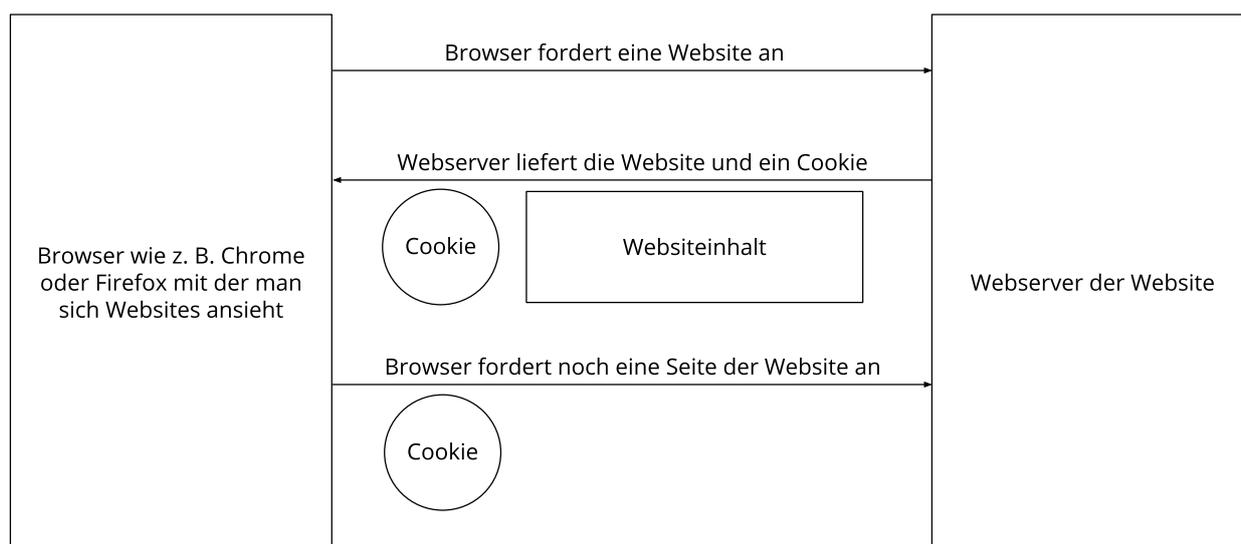 Browser fordert eine Website an
Webserver liefert die Website und ein Cookie
Cookie
Websiteinhalt
Browser wie z. B. Chrome
oder Firefox mit der man
sich Websites ansieht
Webserver der Website
Browser fordert noch eine Seite der Website an
Cookie